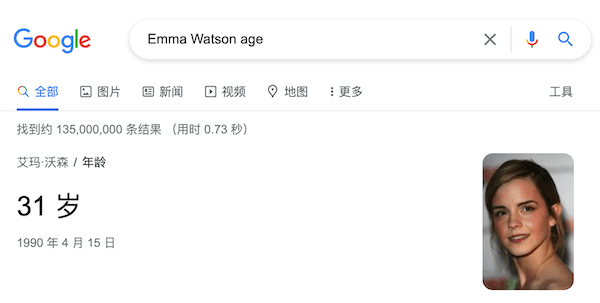 Google Emma Watson age
全部 图片 新闻 视频 地图 更多 工具
找到约 135,000,000 条结果 （用时 0.73 秒）
艾玛·沃森 / 年龄
31 岁
1990 年 4 月 15 日